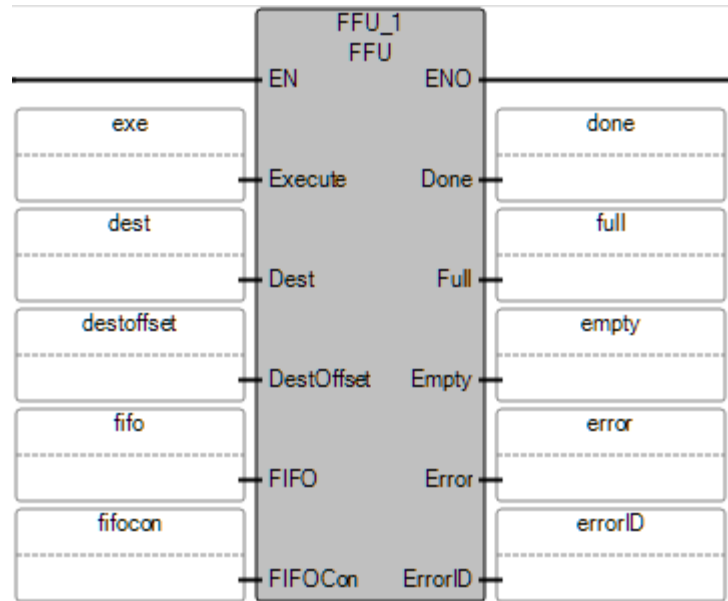 FFU_1
FFU
EN ENO
exe done
Execute Done
dest full
Dest Full
destoffset empty
DestOffset Empty
fifo error
FIFO Error
fifocon errorID
FIFOCon ErrorID